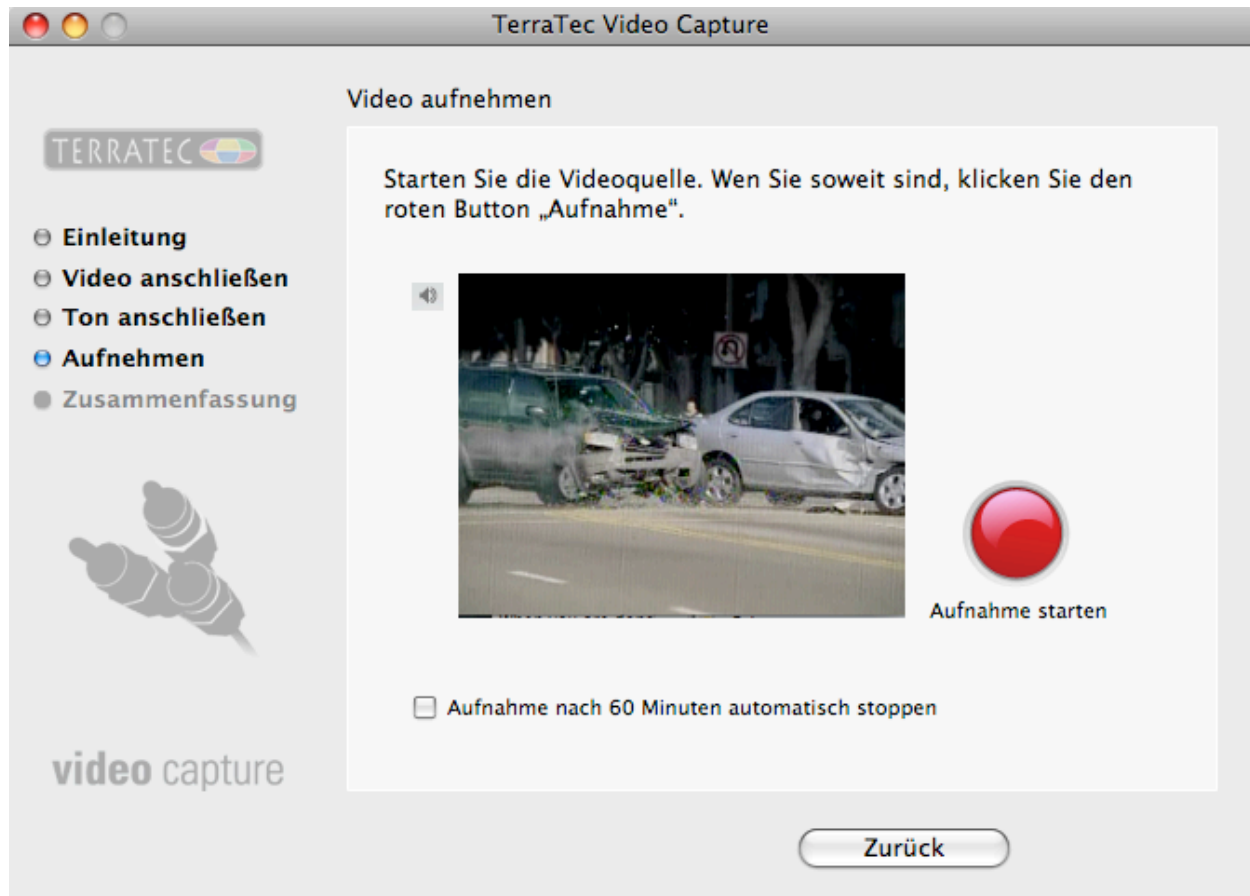 TerraTec Video Capture
Video aufnehmen
TERRATEC
Einleitung
Video anschließen
Ton anschließen
Aufnehmen
Zusammenfassung
Starten Sie die Videoquelle. Wen Sie soweit sind, klicken Sie den
roten Button „Aufnahme“.
Aufnahme starten
Aufnahme nach 60 Minuten automatisch stoppen
video capture
Zurück